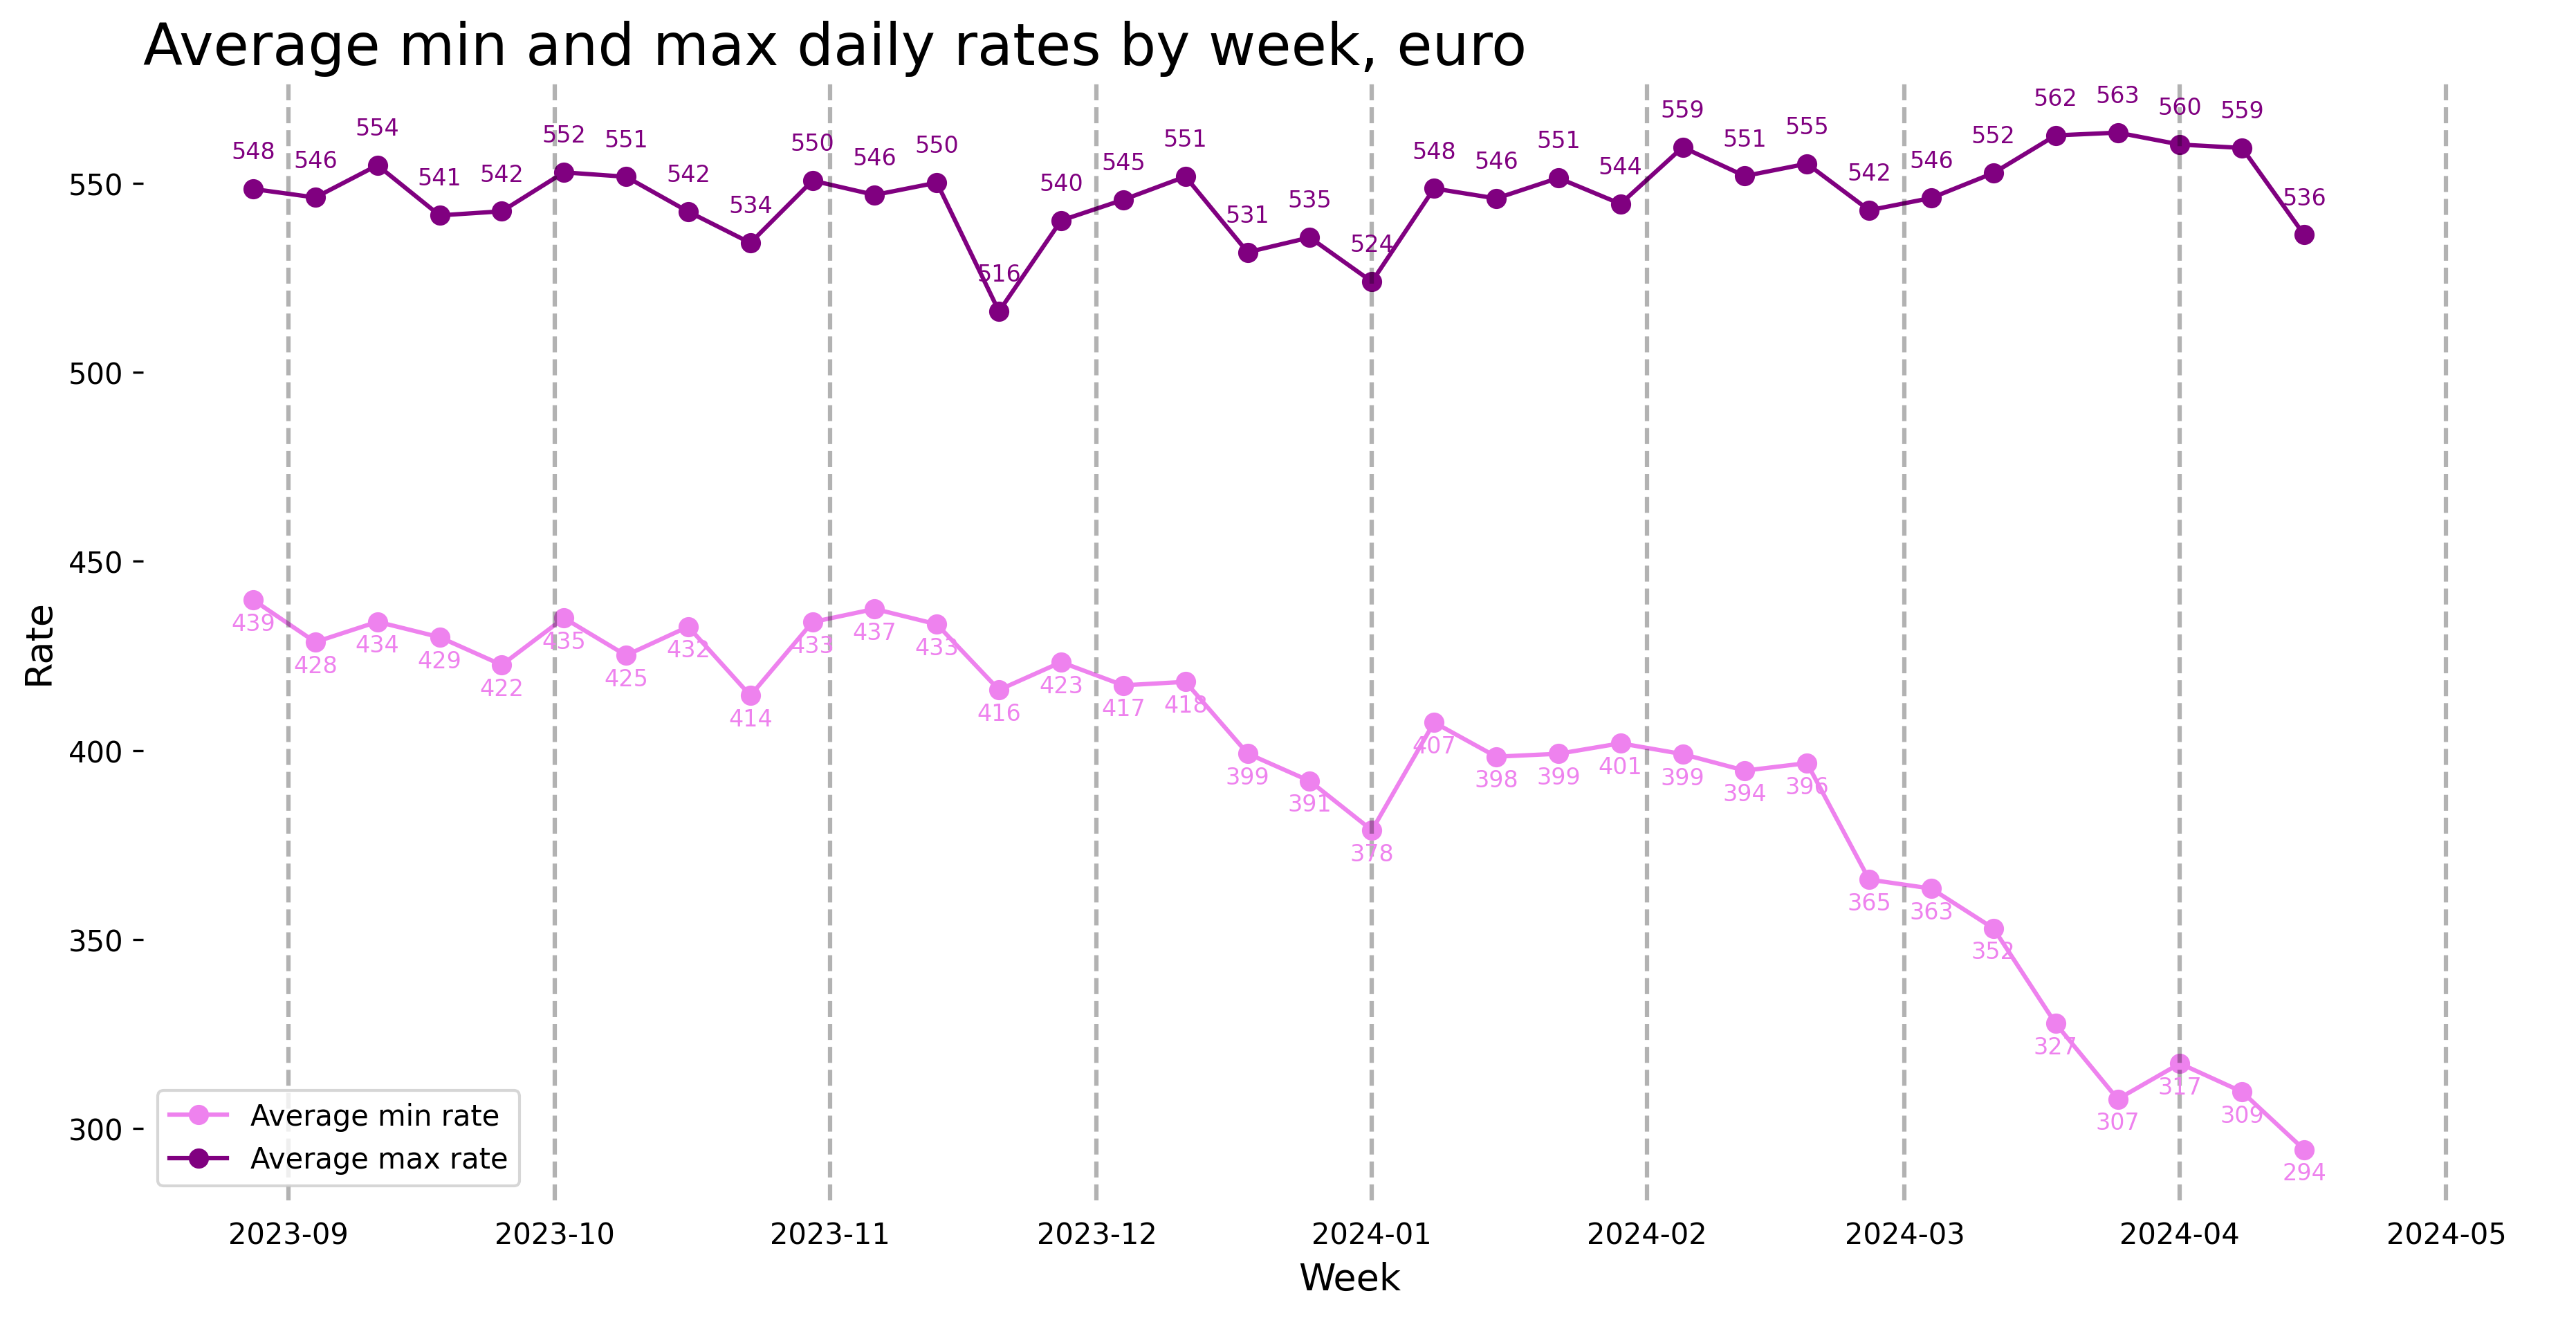 Average min and max daily rates by week, euro
548 546 554 541 542 552 551 542 534 550 546 550 516 540 545 551 531 535 524 548 546 551 544 559 551 555 542 546 552 562 563 560 559 536
550
500
450
400
350
300
Rate
439 428 434 429 422 435 425 432 414 433 437 433 416 423 417 418 399 391 378 407 398 399 401 399 394 396 365 363 352 327 307 317 309 294
Average min rate
Average max rate
2023-09 2023-10 2023-11 2023-12 2024-01 2024-02 2024-03 2024-04 2024-05
Week